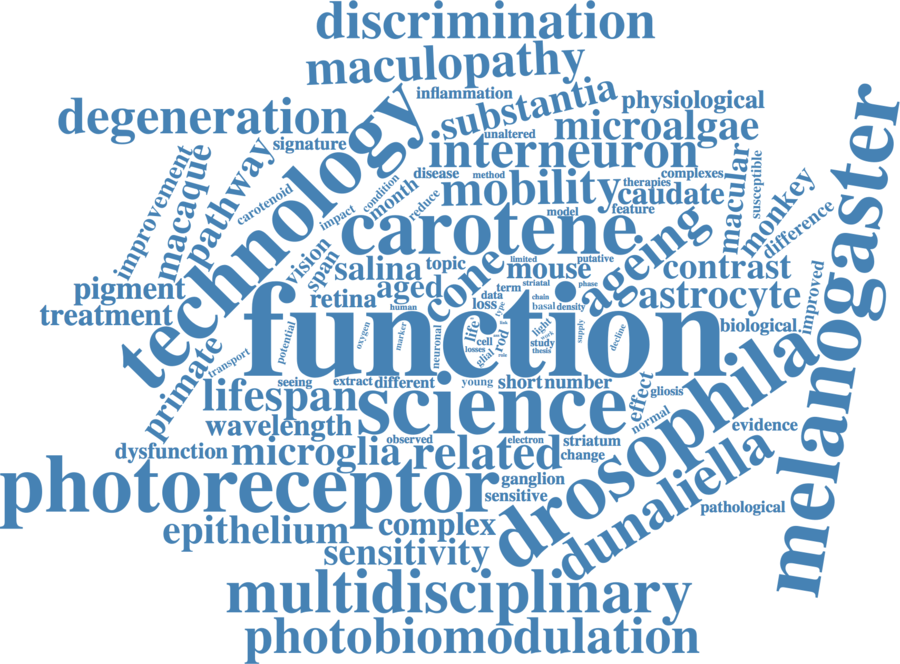 discrimination
maculopathy
inflammation
degeneration
technology
substantia
physiological
unaltered
microalgae
signature
interneuron
melanogaster
improvement
macaque
pathway
carotenoid
condition
month
disease
method
mobility
therapies
complexes
caudate
macular
susceptible
monkey
difference
impact
reduce
carotene
model
feature
vision
span
salina
topic
cone
limited
mouse
putative
ageing
contrast
pigment
retina
aged
term
striatal
phase
astrocyte
treatment
human
data
loss
type
chain
basal
density
improved
function
biological
primate
transport
potential
oxygen
marker
neuronal
life
cell
losses
glial
rod
light
study
thesis
supply
decline
seeing
extract
different
young
short
number
lifespan
science
effect
gliosis
normal
drosophila
wavelength
evidence
dysfunction
microglia
observed
related
electron
striatum
change
photoreceptor
ganglion
sensitive
dunaliella
pathological
epithelium
complex
sensitivity
multidisciplinary
photobiomodulation